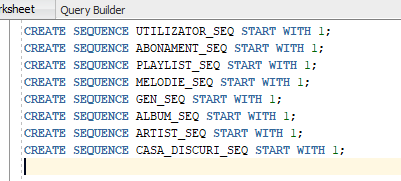 rksheet Query Builder
CREATE SEQUENCE UTILIZATOR_SEQ START WITH 1;
CREATE SEQUENCE ABONAMENT_SEQ START WITH 1;
CREATE SEQUENCE PLAYLIST_SEQ START WITH 1;
CREATE SEQUENCE MELODIE_SEQ START WITH 1;
CREATE SEQUENCE GEN_SEQ START WITH 1;
CREATE SEQUENCE ALBUM_SEQ START WITH 1;
CREATE SEQUENCE ARTIST_SEQ START WITH 1;
CREATE SEQUENCE CASA_DISCURI_SEQ START WITH 1;